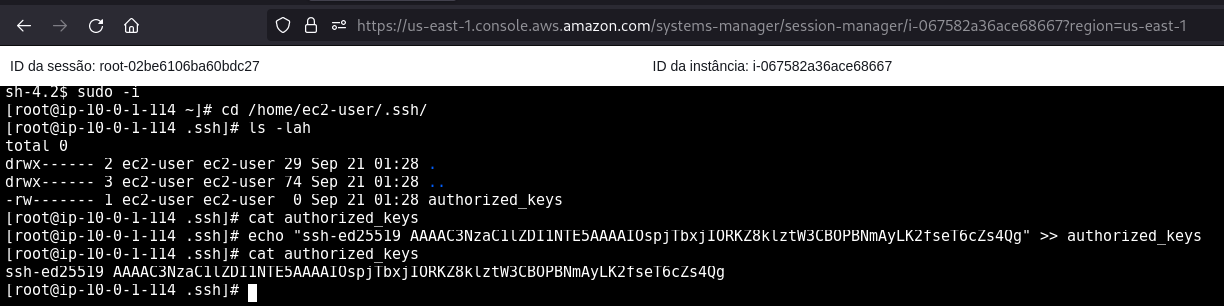 https://us-east-1.console.aws.amazon.com/systems-manager/session-manager/i-067582a36ace68667?region=us-east-1
ID da sessão: root-02be6106ba60bdc27 ID da instância: i-067582a36ace68667
sh-4.2$ sudo -i
[root@ip-10-0-1-114 ~]# cd /home/ec2-user/.ssh/
[root@ip-10-0-1-114 .ssh]# ls -lah
total 0
drwx------ 2 ec2-user ec2-user 29 Sep 21 01:28 .
drwx------ 3 ec2-user ec2-user 74 Sep 21 01:28 ..
-rw------- 1 ec2-user ec2-user  0 Sep 21 01:28 authorized_keys
[root@ip-10-0-1-114 .ssh]# cat authorized_keys
[root@ip-10-0-1-114 .ssh]# echo "ssh-ed25519 AAAAC3NzaC1lZDI1NTE5AAAAIOspjTbxjIORKZ8klztW3CBOPBNmAyLK2fseT6cZs4Qg" >> authorized_keys
[root@ip-10-0-1-114 .ssh]# cat authorized_keys
ssh-ed25519 AAAAC3NzaC1lZDI1NTE5AAAAIOspjTbxjIORKZ8klztW3CBOPBNmAyLK2fseT6cZs4Qg
[root@ip-10-0-1-114 .ssh]#